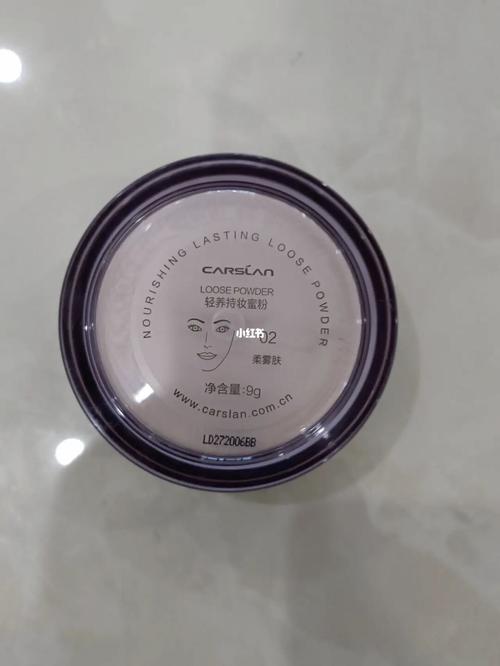 NOURISHING LASTING LOOSE POWDER
CARSLAN
LOOSE POWDER
轻养持妆蜜粉
小红书
02
柔雾肤
净含量:9g
www.carslan.com.cn
LD272006BB